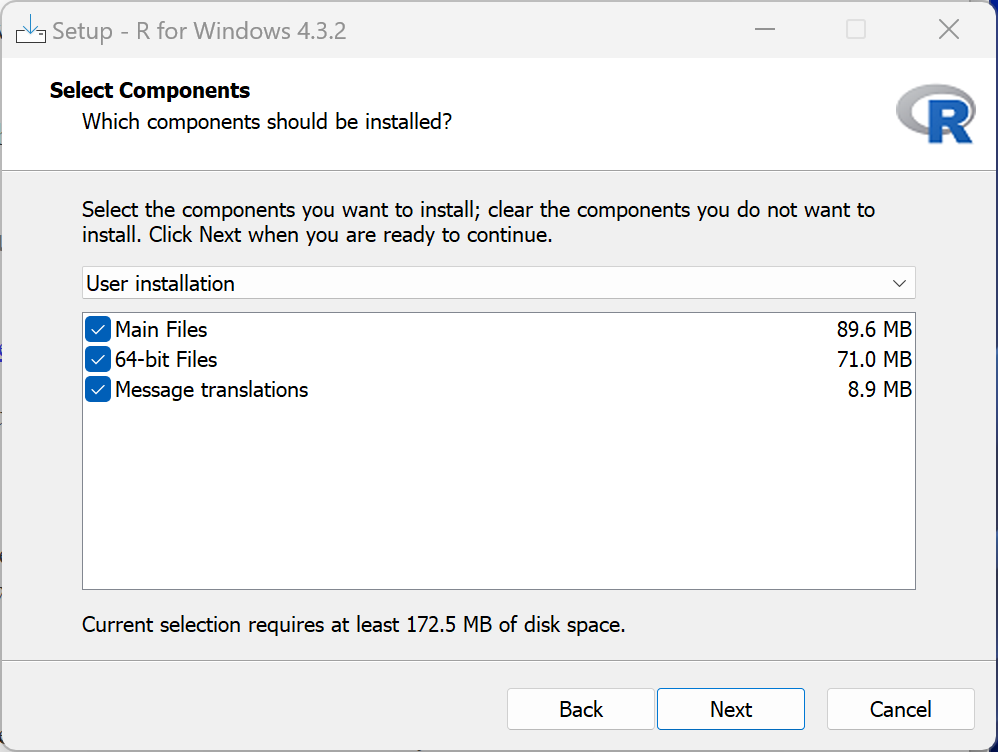 Setup - R for Windows 4.3.2
Select Components
Which components should be installed?
R
Select the components you want to install; clear the components you do not want to
install. Click Next when you are ready to continue.
User installation
Main Files 89.6 MB
64-bit Files 71.0 MB
Message translations 8.9 MB
Current selection requires at least 172.5 MB of disk space.
Back Next Cancel